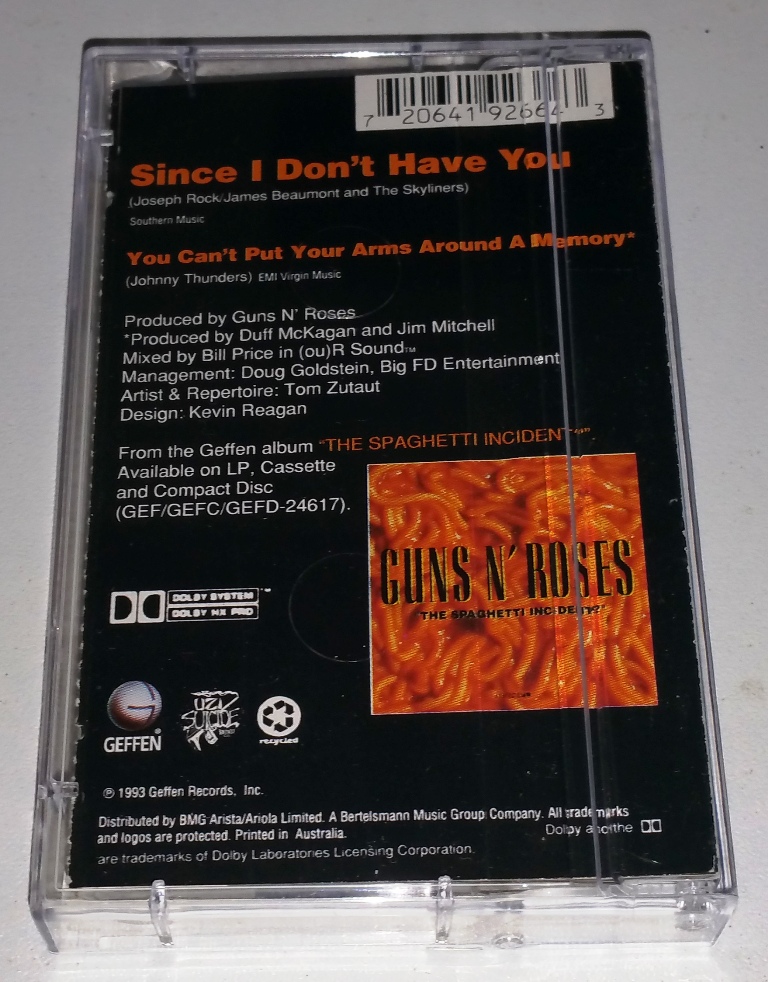 7 20641 92664 3
Since I Don't Have You
(Joseph Rock/James Beaumont and The Skyliners)
Southern Music
You Can't Put Your Arms Around A Memory*
(Johnny Thunders) EMI Virgin Music
Produced by Guns N' Roses
*Produced by Duff McKagan and Jim Mitchell
Mixed by Bill Price in (ou)R Sound™
Management: Doug Goldstein, Big FD Entertainment
Artist & Repertoire: Tom Zutaut
Design: Kevin Reagan
From the Geffen album "THE SPAGHETTI INCIDENT?"
Available on LP, Cassette
and Compact Disc
(GEF/GEFC/GEFD-24617).
GUNS N' ROSES
"THE SPAGHETTI INCIDENT?"
DOLBY SYSTEM ™
DOLBY HX PRO
GEFFEN®
UZI
SUICIDE
recycled
℗ 1993 Geffen Records, Inc.
Distributed by BMG Arista/Ariola Limited. A Bertelsmann Music Group Company. All trademarks
and logos are protected. Printed in Australia. Dolby and the
are trademarks of Dolby Laboratories Licensing Corporation.